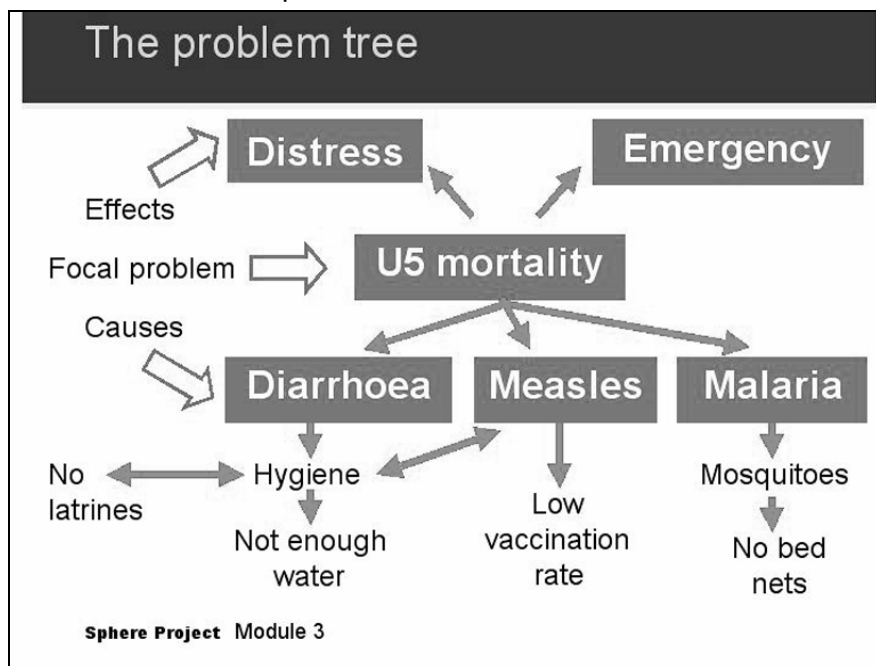 The problem tree
Distress
Emergency
Effects
Focal problem
U5 mortality
Causes
Diarrhoea
Measles
Malaria
No
latrines
Hygiene
Mosquitoes
Not enough
water
Low
vaccination
rate
No bed
nets
Sphere Project Module 3